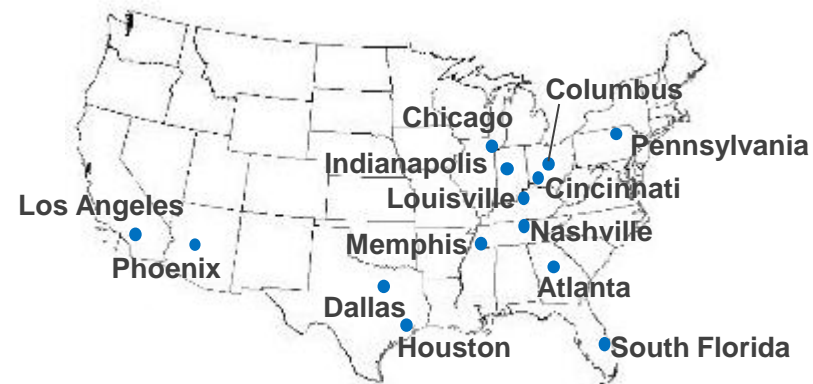 Columbus
Chicago
Pennsylvania
Indianapolis
Cincinnati
Louisville
Los Angeles
Nashville
Memphis
Phoenix
Atlanta
Dallas
Houston
South Florida